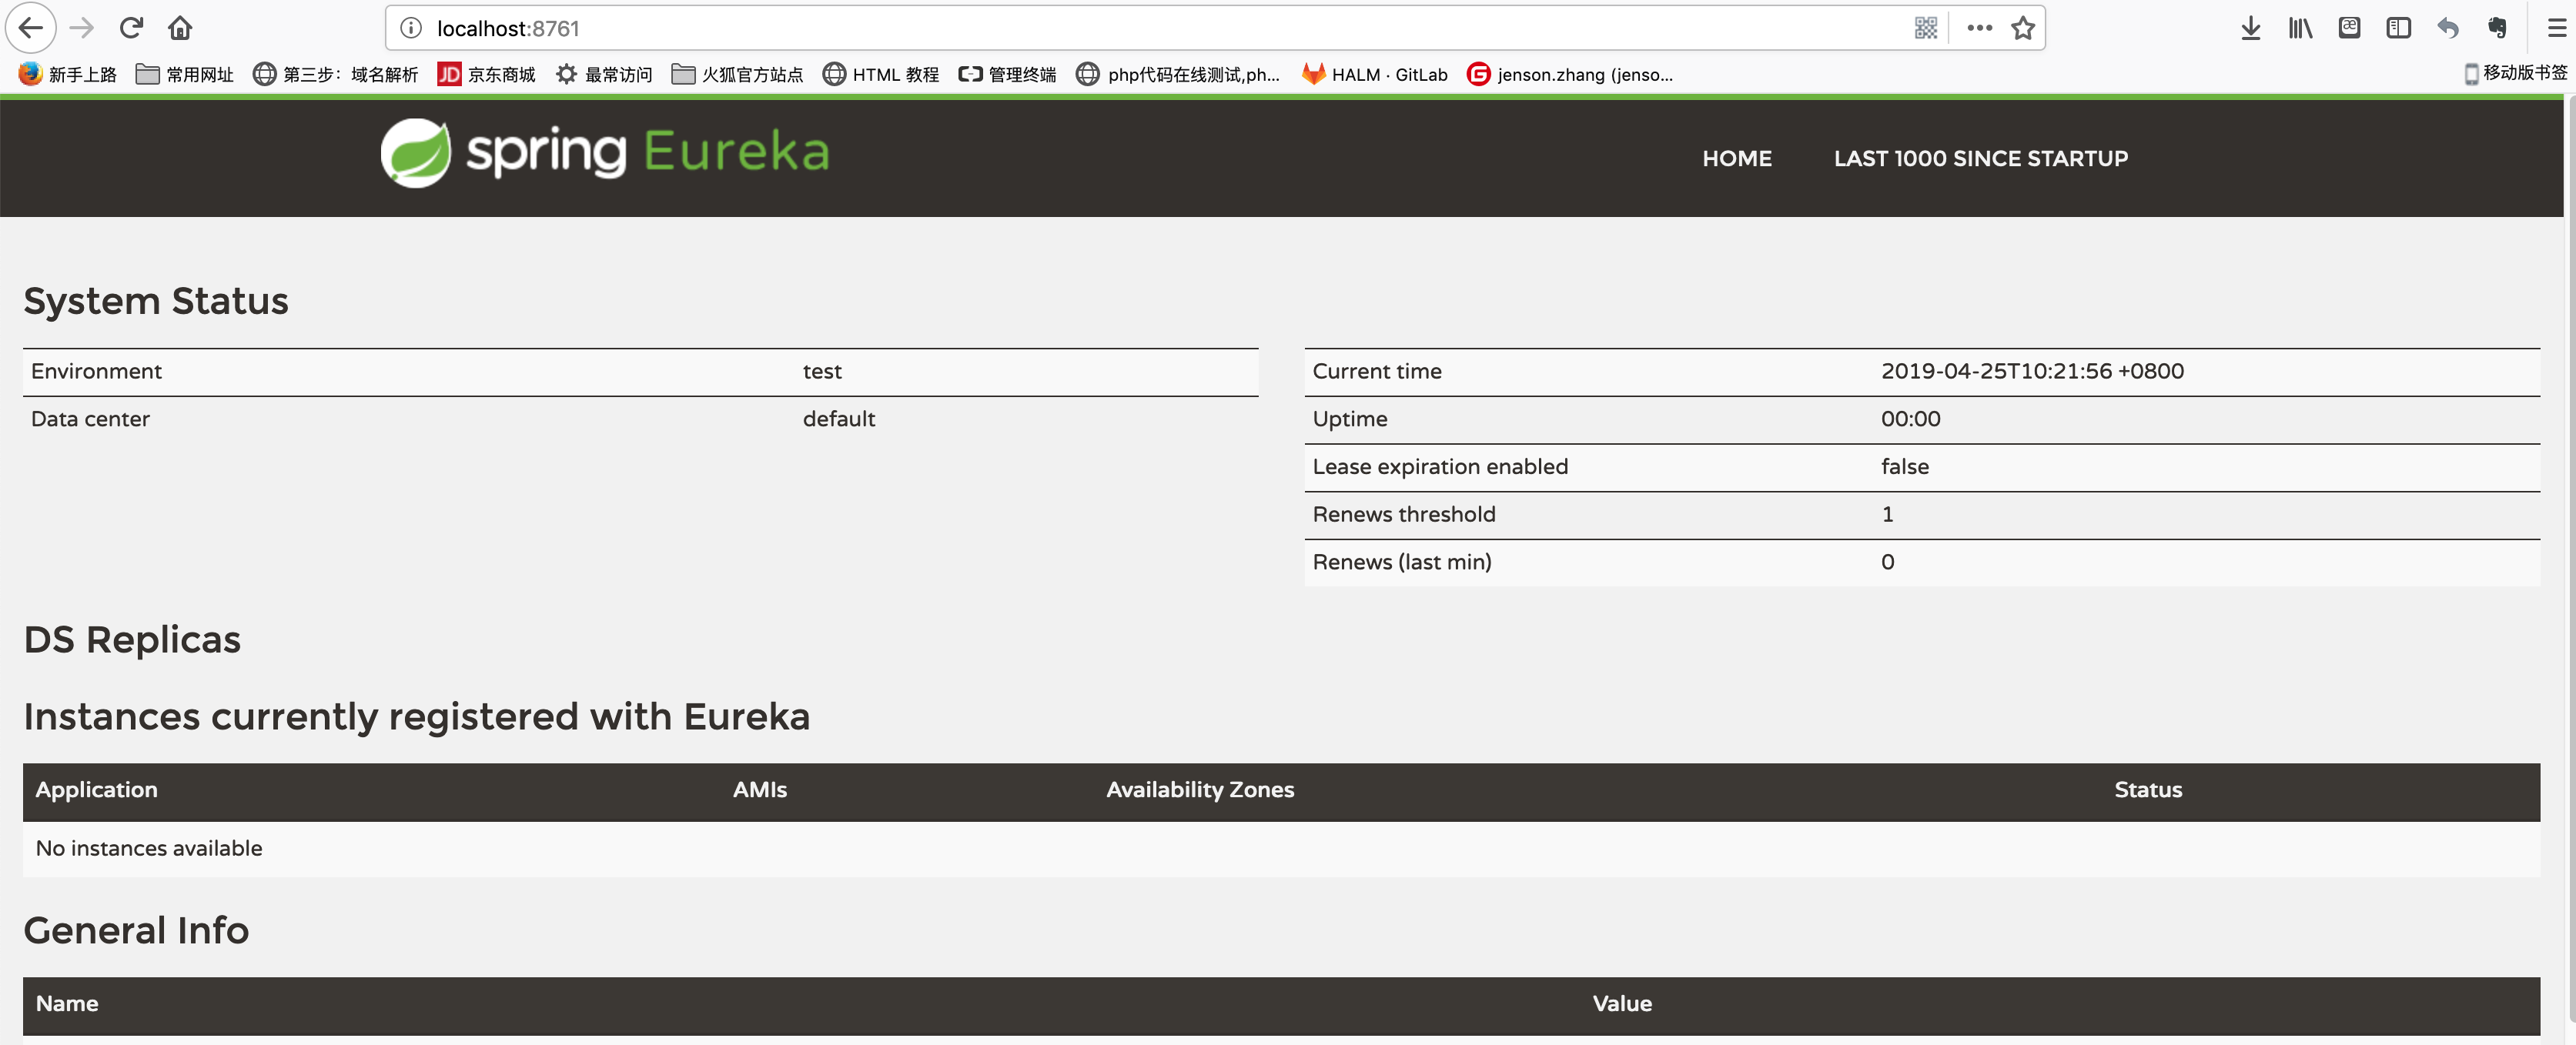 localhost:8761
新手上路 常用网址 第三步：域名解析 JD 京东商城 最常访问 火狐官方站点 HTML 教程 管理终端 php代码在线测试,ph... HALM · GitLab G jenson.zhang (jenso... 移动版书签
spring Eureka HOME LAST 1000 SINCE STARTUP
System Status
Environment test Current time 2019-04-25T10:21:56 +0800
Data center default Uptime 00:00
Lease expiration enabled false
Renews threshold 1
Renews (last min) 0
DS Replicas
Instances currently registered with Eureka
Application AMIs Availability Zones Status
No instances available
General Info
Name Value